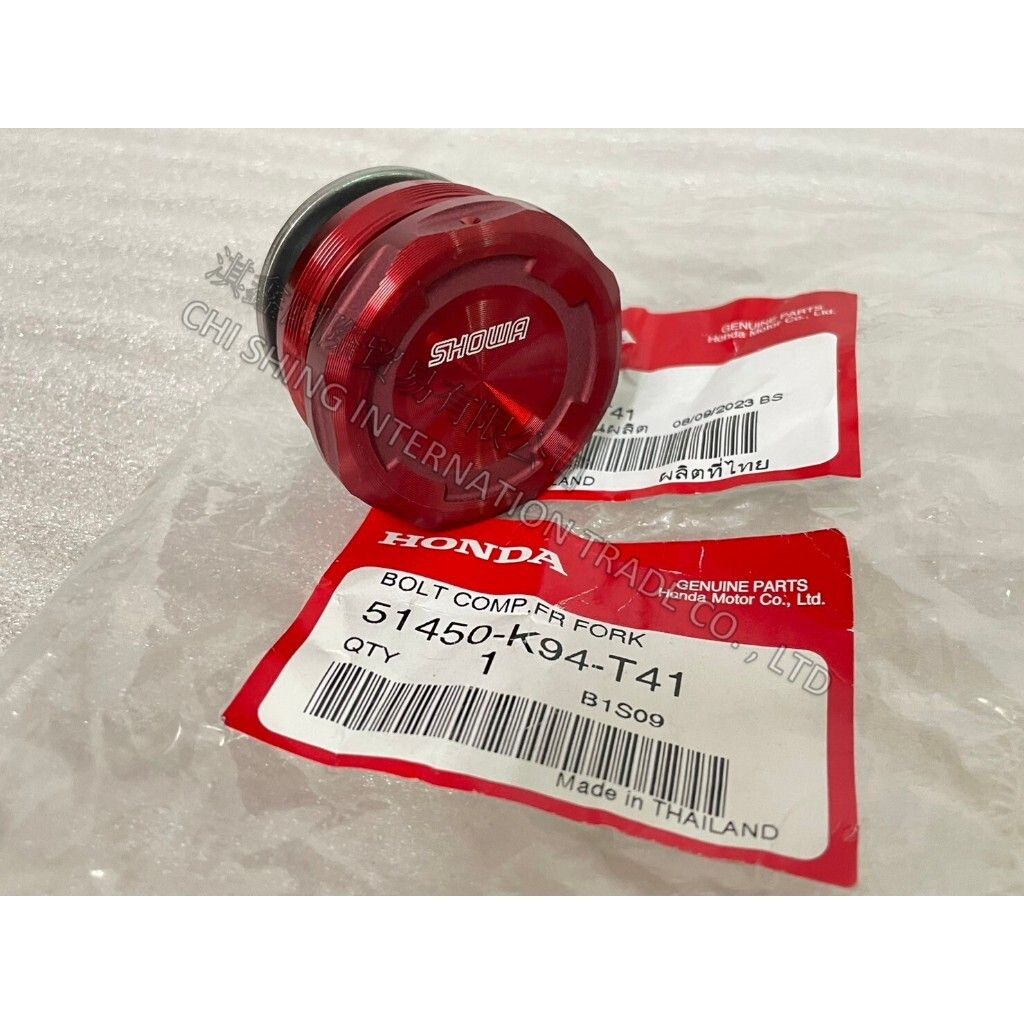 SHOWA
GENUINE PARTS
Honda Motor Co., Ltd.
T41
08/09/2023 BS
ผลิตที่ไทย
HONDA
GENUINE PARTS
Honda Motor Co., Ltd.
BOLT COMP,FR FORK
51450-K94-T41
QTY 1
B1S09
Made in THAILAND
CHI SHING INTERNATION TRADE CO., LTD